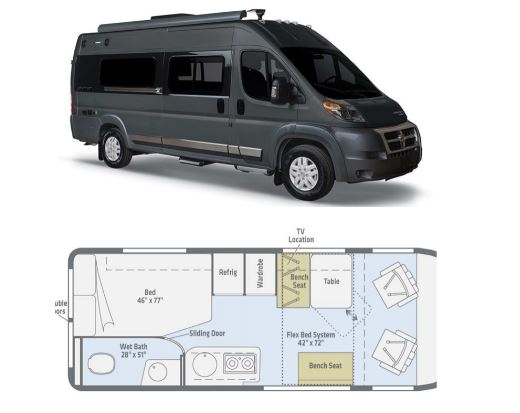 TV
Location
Refrig
Wardrobe
Bench
Seat
Table
Bed
46" x 77"
uble
ors
Sliding Door
Wet Bath
28" x 51"
Flex Bed System
42" x 72"
Bench Seat